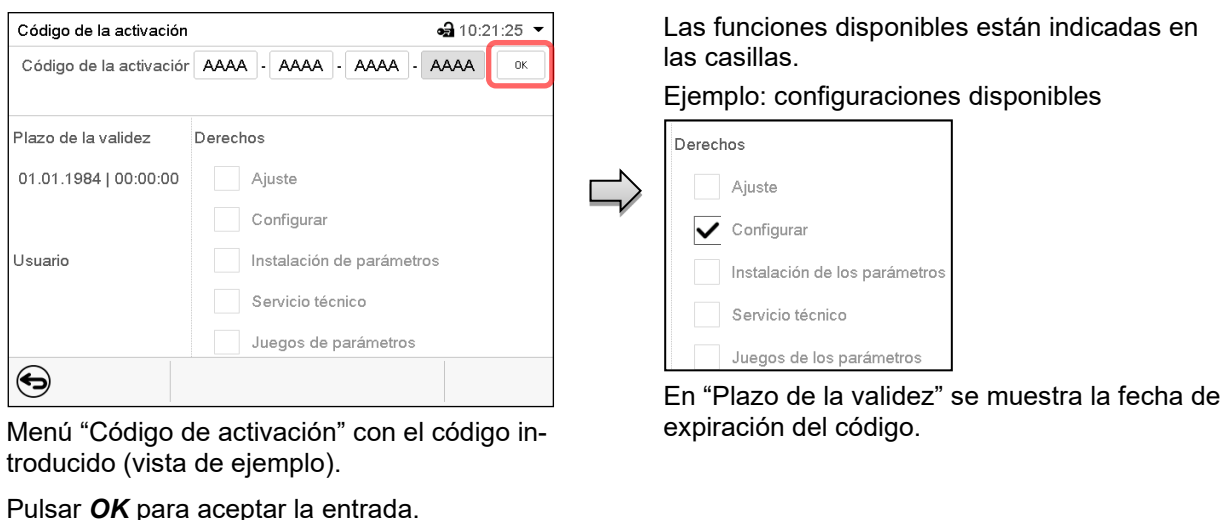 Código de la activación 10:21:25
Código de la activaciór AAAA - AAAA - AAAA - AAAA OK
Plazo de la validez Derechos
01.01.1984 | 00:00:00 Ajuste
Configurar
Usuario Instalación de parámetros
Servicio técnico
Juegos de parámetros
Menú “Código de activación” con el código in-
troducido (vista de ejemplo).
Pulsar OK para aceptar la entrada.
Las funciones disponibles están indicadas en
las casillas.
Ejemplo: configuraciones disponibles
Derechos
Ajuste
Configurar
Instalación de los parámetros
Servicio técnico
Juegos de los parámetros
En “Plazo de la validez” se muestra la fecha de
expiración del código.